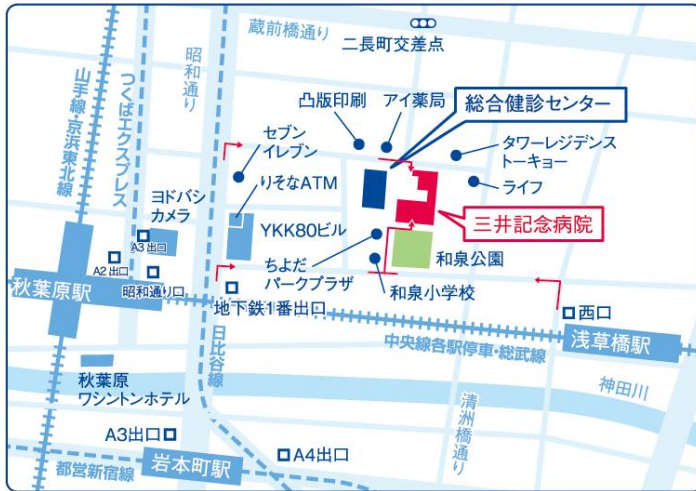 蔵前橋通り
二長町交差点
昭和通り
つくばエクスプレス
山手線・京浜東北線
凸版印刷
アイ薬局
総合健診センター
セブン
イレブン
タワーレジデンス
トーキョー
りそなATM
ライフ
ヨドバシ
カメラ
A3出口
YKK80ビル
三井記念病院
A2出口
昭和通り口
ちよだ
パークプラザ
和泉公園
秋葉原駅
地下鉄1番出口
和泉小学校
西口
日比谷線
中央線各駅停車・総武線
浅草橋駅
秋葉原
ワシントンホテル
神田川
清洲橋通り
A3出口
A4出口
都営新宿線
岩本町駅